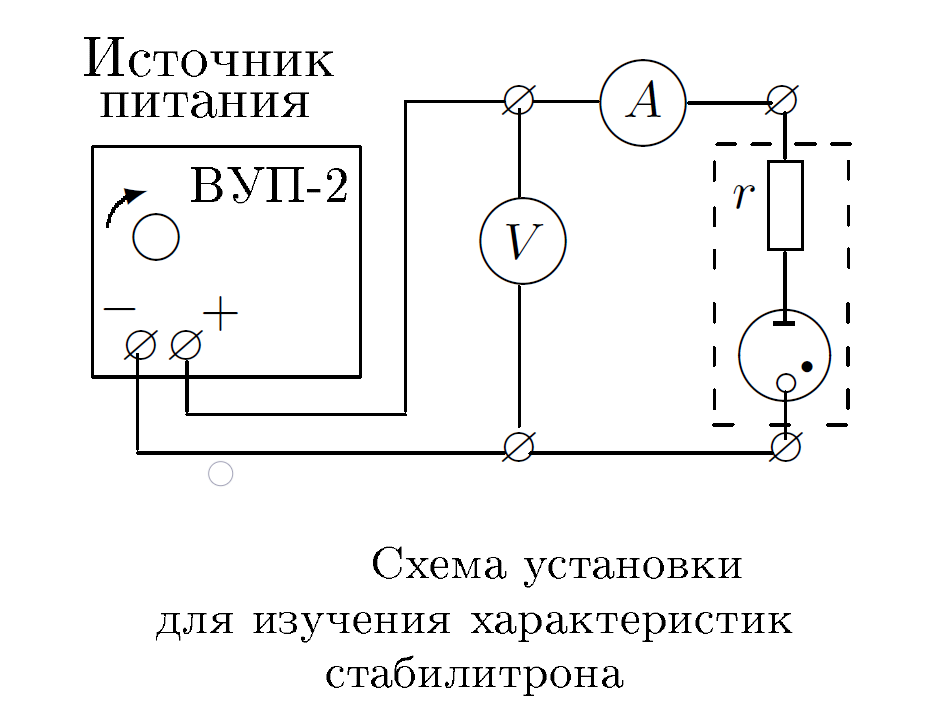 Источник
питания
ВУП-2
− +
V
A
r
Схема установки
для изучения характеристик
стабилитрона